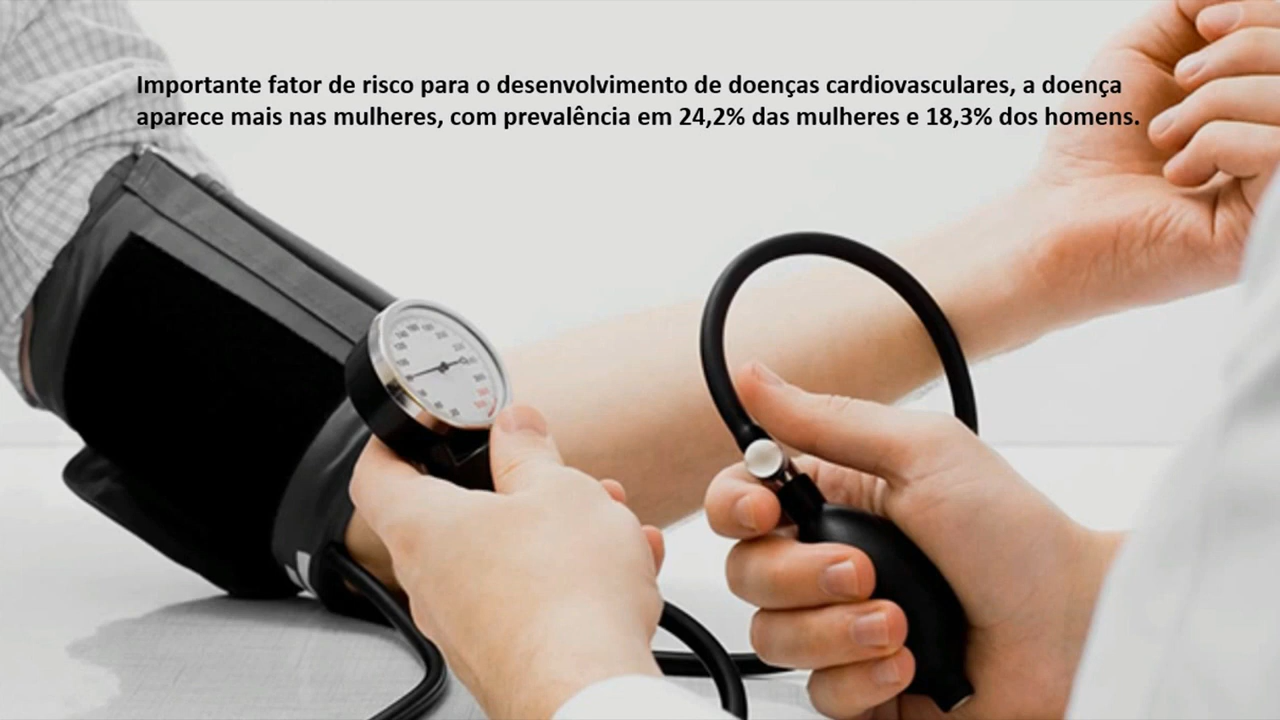 Importante fator de risco para o desenvolvimento de doenças cardiovasculares, a doença
aparece mais nas mulheres, com prevalência em 24,2% das mulheres e 18,3% dos homens.